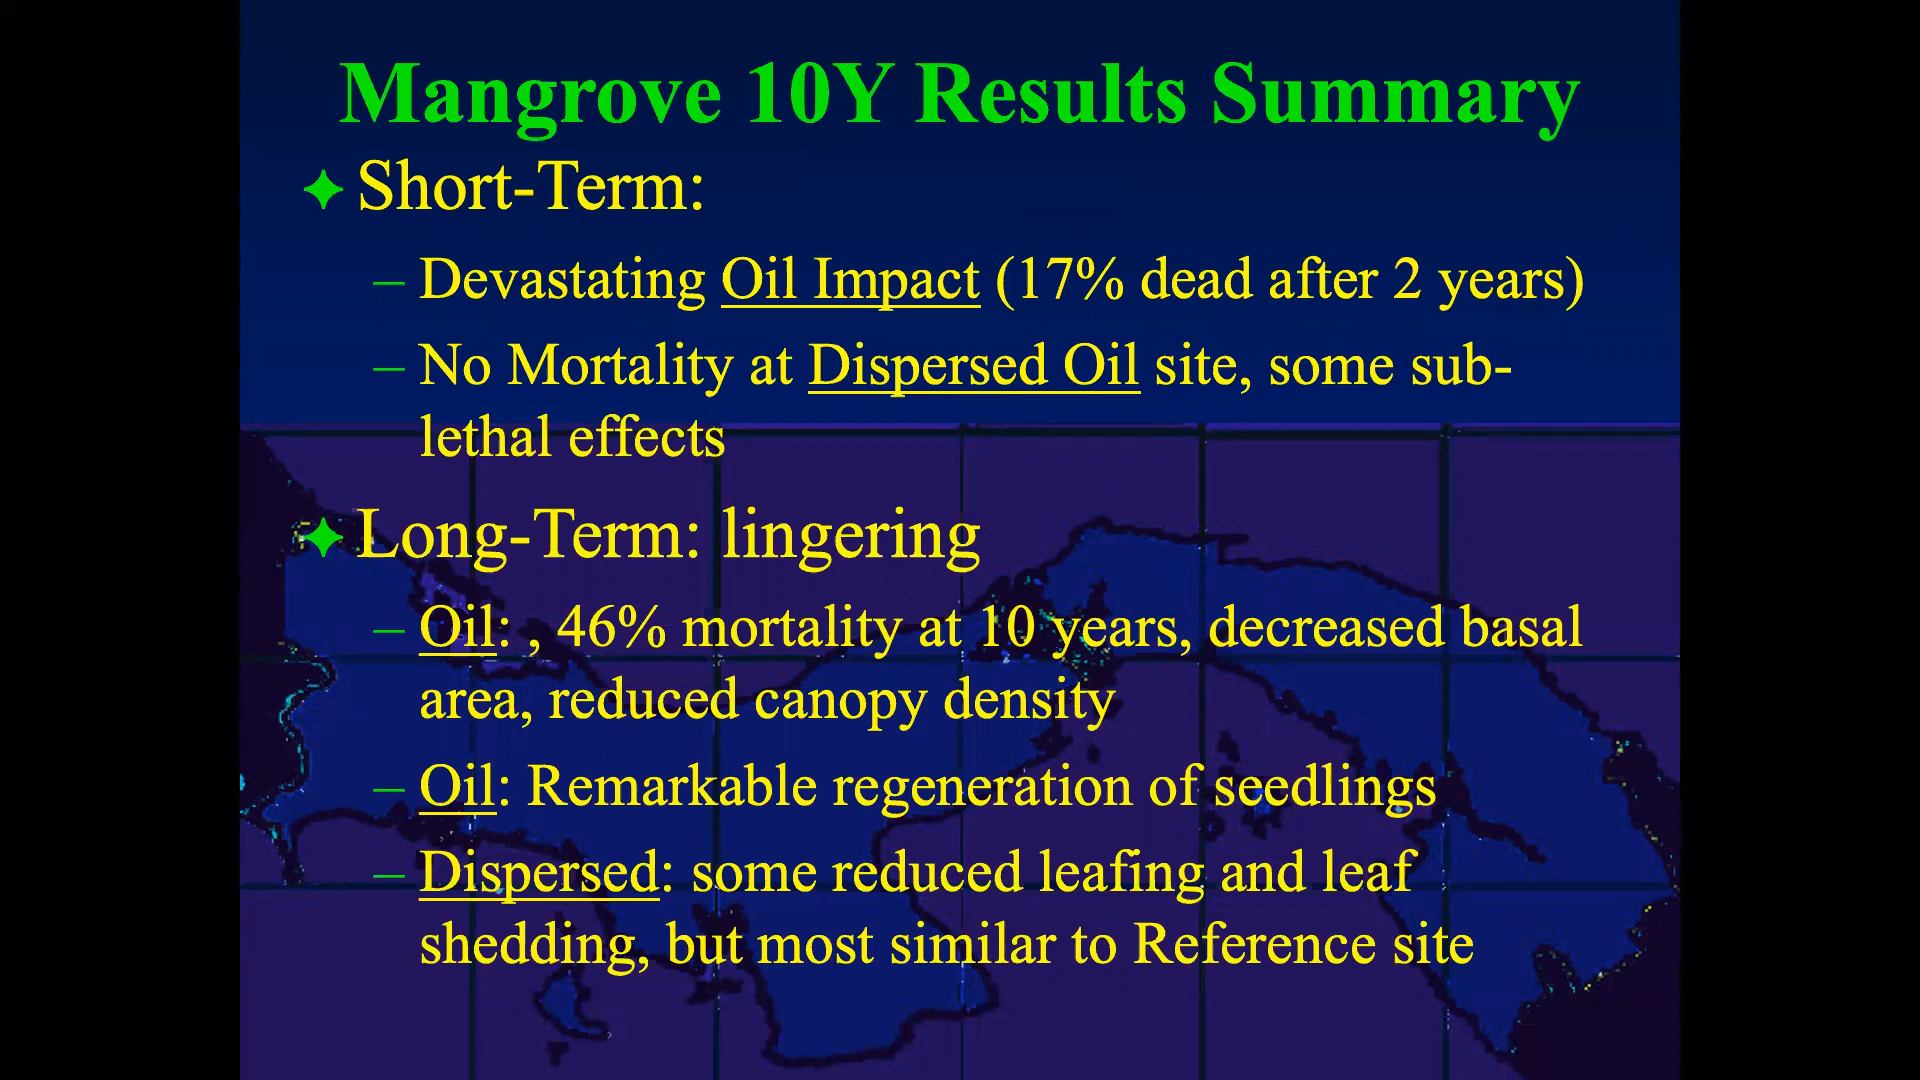 Mangrove 10Y Results Summary
Short-Term:
– Devastating Oil Impact (17% dead after 2 years)
– No Mortality at Dispersed Oil site, some sub-
lethal effects
Long-Term: lingering
– Oil: , 46% mortality at 10 years, decreased basal
area, reduced canopy density
– Oil: Remarkable regeneration of seedlings
– Dispersed: some reduced leafing and leaf
shedding, but most similar to Reference site